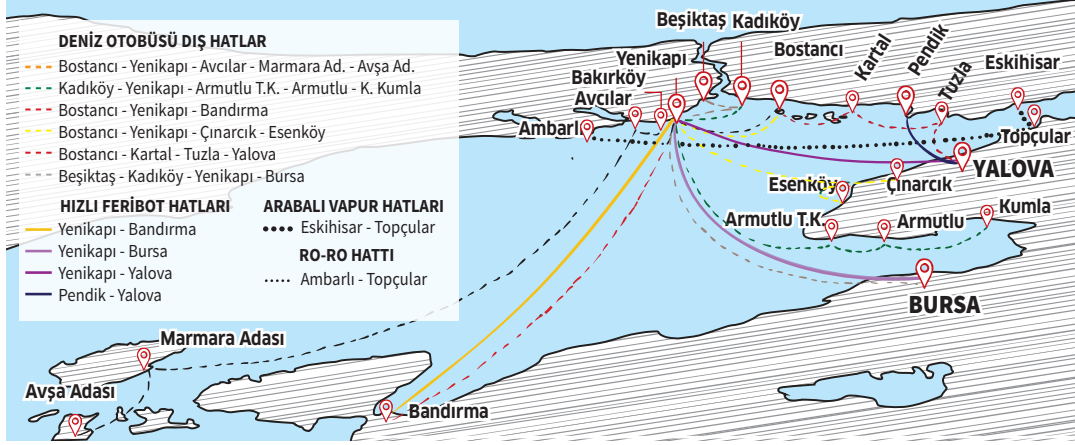 DENİZ OTOBÜSÜ DIŞ HATLAR
Bostancı - Yenikapı - Avcılar - Marmara Ad. - Avşa Ad.
Kadıköy - Yenikapı - Armutlu T.K. - Armutlu - K. Kumla
Bostancı - Yenikapı - Bandırma
Bostancı - Yenikapı - Çınarcık - Esenköy
Bostancı - Kartal - Tuzla - Yalova
Beşiktaş - Kadıköy - Yenikapı - Bursa
HIZLI FERİBOT HATLARI
Yenikapı - Bandırma
Yenikapı - Bursa
Yenikapı - Yalova
Pendik - Yalova
ARABALI VAPUR HATLARI
Eskihisar - Topçular
RO-RO HATTI
Ambarlı - Topçular
Beşiktaş
Kadıköy
Bostancı
Kartal
Pendik
Tuzla
Eskihisar
Yenikapı
Bakırköy
Avcılar
Ambarlı
Topçular
YALOVA
Esenköy
Çınarcık
Armutlu T.K.
Armutlu
Kumla
BURSA
Marmara Adası
Avşa Adası
Bandırma